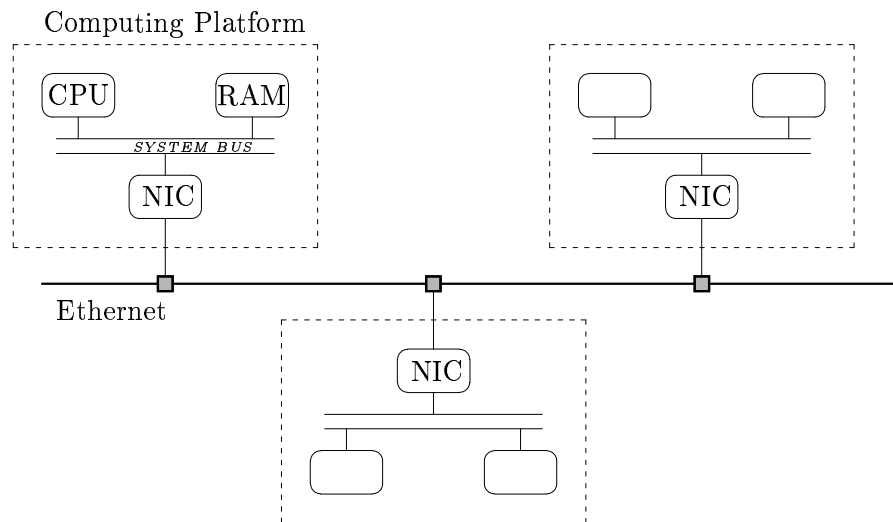 Computing Platform
CPU
RAM
SYSTEM BUS
NIC
NIC
Ethernet
NIC